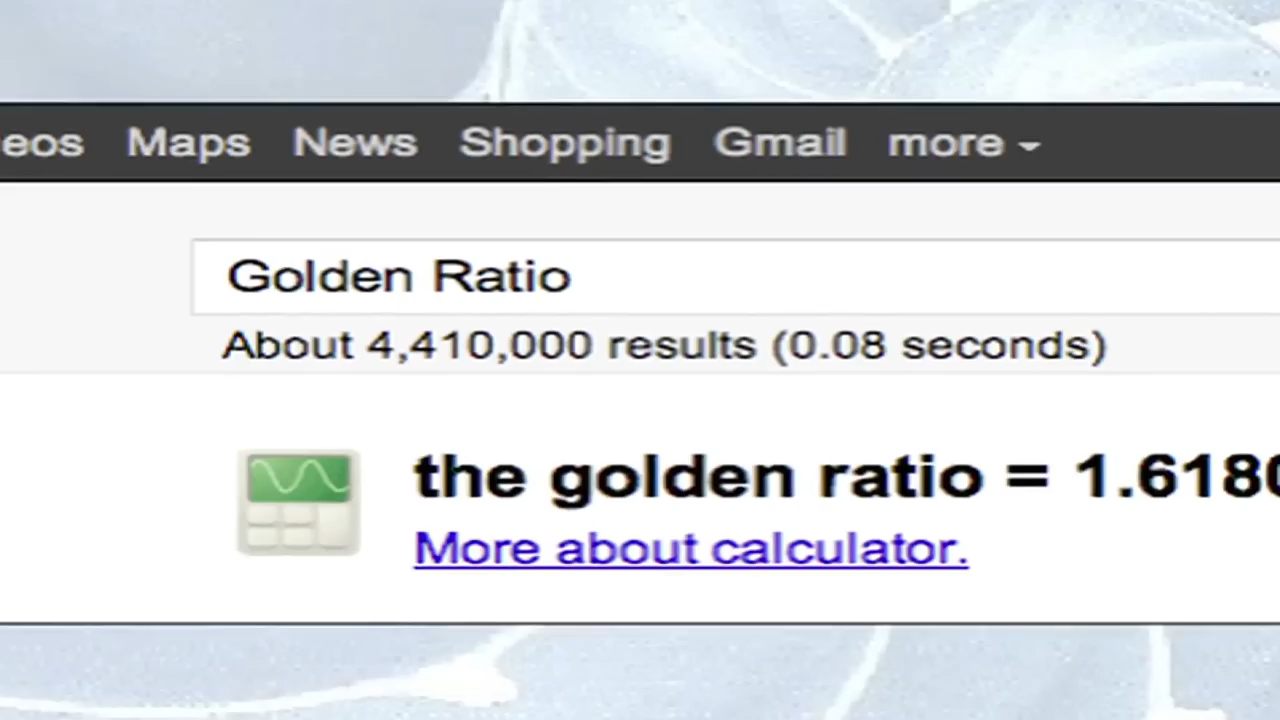 eos Maps News Shopping Gmail more
Golden Ratio
About 4,410,000 results (0.08 seconds)
the golden ratio = 1.6180
More about calculator.